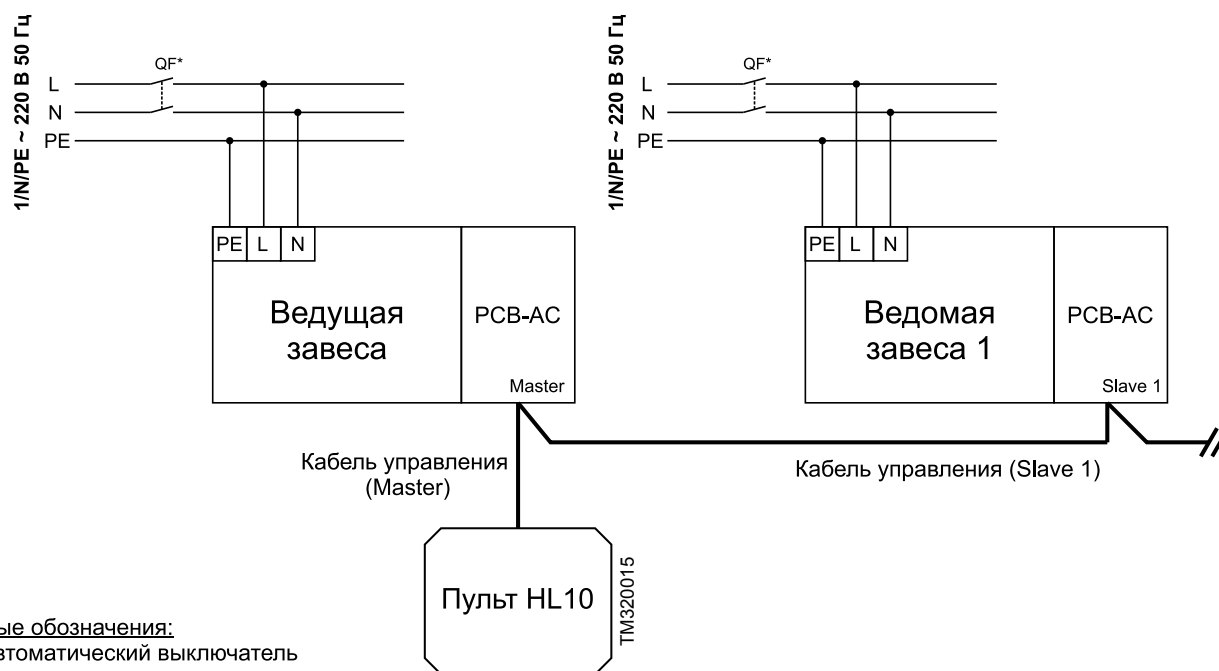 1/N/PE ~ 220 В 50 Гц
QF*
L
N
PE
PE L N
Ведущая
завеса
PCB-AC
Master
1/N/PE ~ 220 В 50 Гц
QF*
L
N
PE
PE L N
Ведомая
завеса 1
PCB-AC
Slave 1
Кабель управления
(Master)
Кабель управления (Slave 1)
Пульт HL10
TM320015
обозначения:
выключатель